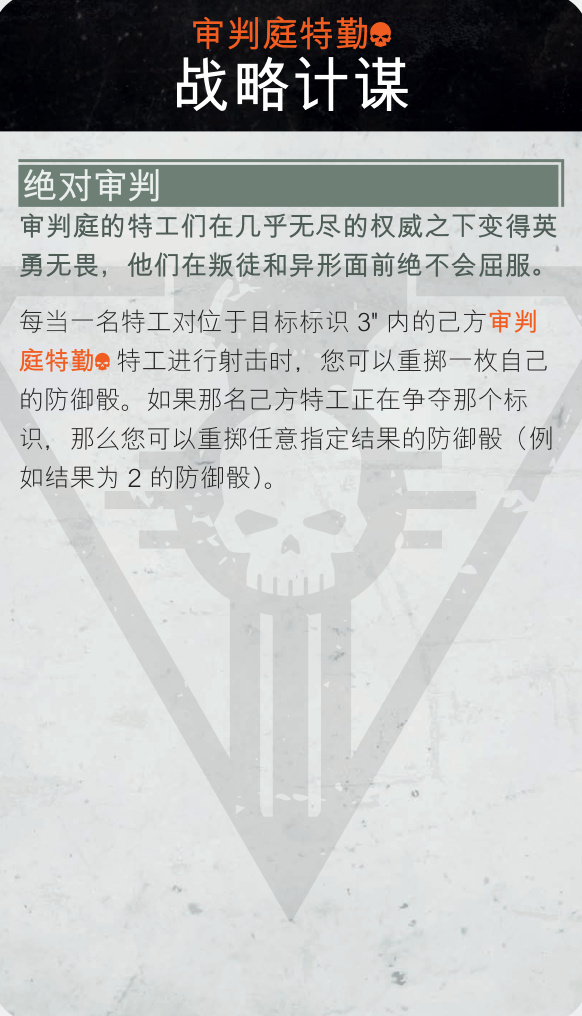 审判庭特勤
战略计谋
绝对审判
审判庭的特工们在几乎无尽的权威之下变得英
勇无畏，他们在叛徒和异形面前绝不会屈服。
每当一名特工对位于目标标识 3" 内的己方审判
庭特勤 特工进行射击时，您可以重掷一枚自己
的防御骰。如果那名己方特工正在争夺那个标
识，那么您可以重掷任意指定结果的防御骰（例
如结果为 2 的防御骰）。